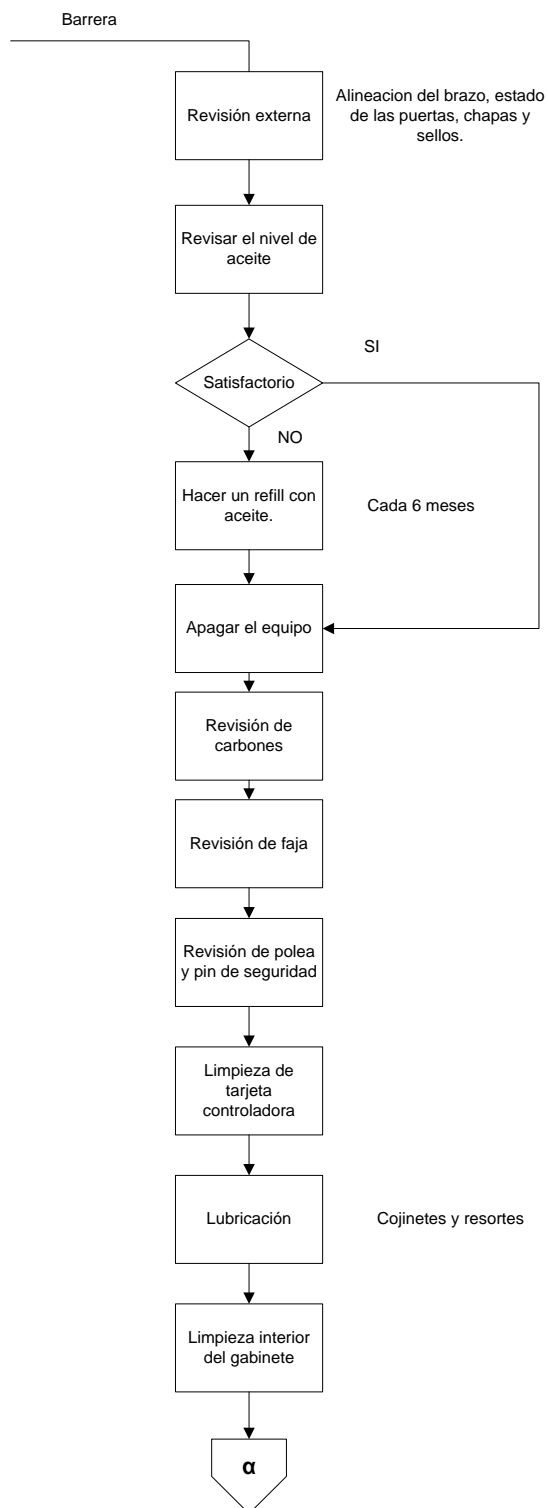 Barrera
Revisión externa
Alineacion del brazo, estado
de las puertas, chapas y
sellos.
Revisar el nivel de
aceite
SI
Satisfactorio
NO
Hacer un refill con
aceite.
Cada 6 meses
Apagar el equipo
Revisión de
carbones
Revisión de faja
Revisión de polea
y pin de seguridad
Limpieza de
tarjeta
controladora
Lubricación
Cojinetes y resortes
Limpieza interior
del gabinete
α